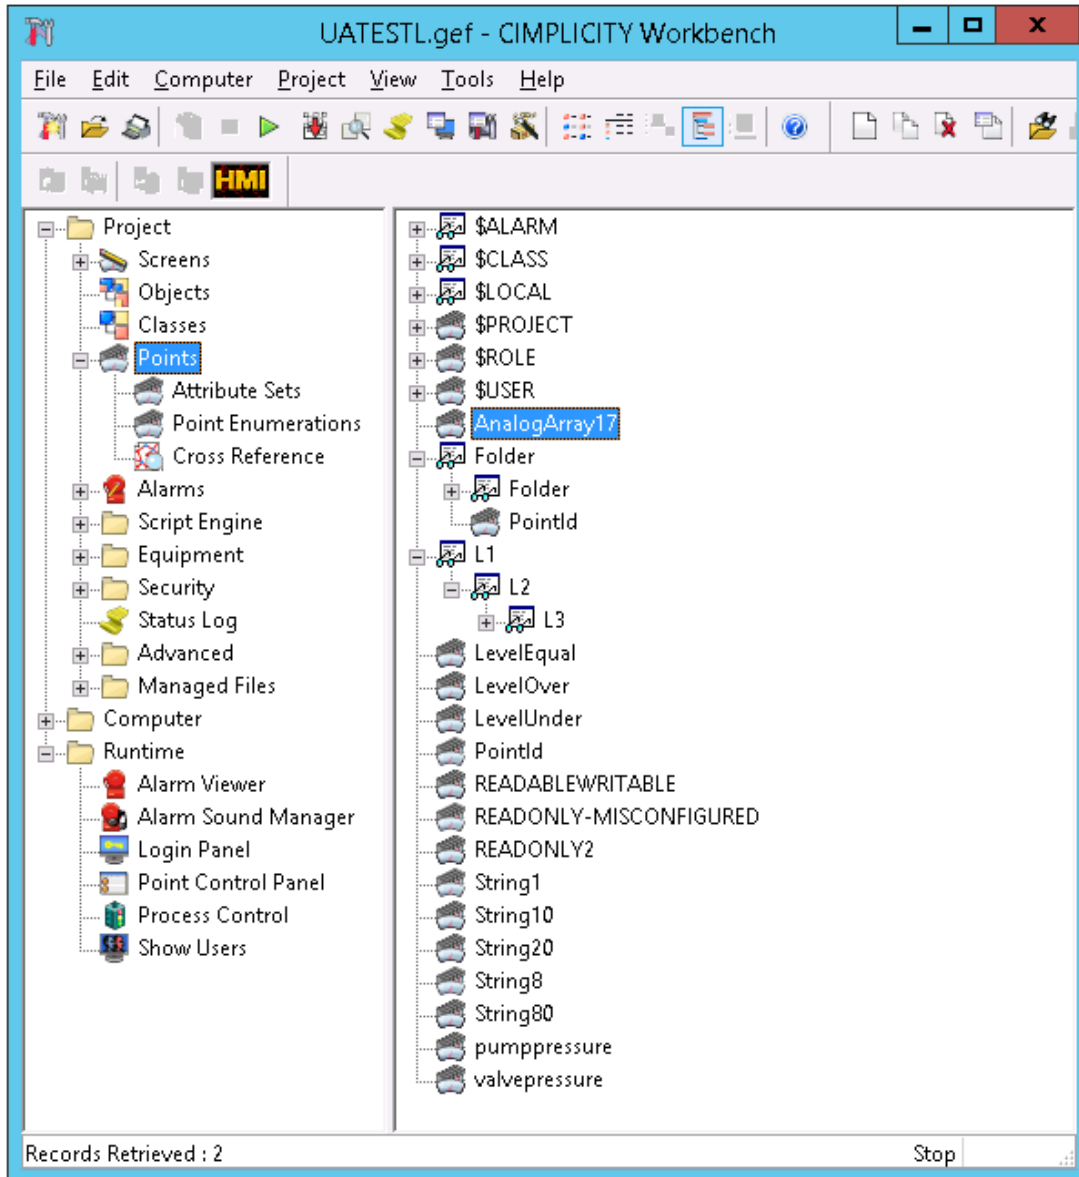 UATESTL.gef - CIMPLICITY Workbench
File Edit Computer Project View Tools Help
HMI
Project
Screens
Objects
Classes
Points
Attribute Sets
Point Enumerations
Cross Reference
Alarms
Script Engine
Equipment
Security
Status Log
Advanced
Managed Files
Computer
Runtime
Alarm Viewer
Alarm Sound Manager
Login Panel
Point Control Panel
Process Control
Show Users
$ALARM
$CLASS
$LOCAL
$PROJECT
$ROLE
$USER
AnalogArray17
Folder
Folder
PointId
L1
L2
L3
LevelEqual
LevelOver
LevelUnder
PointId
READABLEWRITABLE
READONLY-MISCONFIGURED
READONLY2
String1
String10
String20
String8
String80
pumppressure
valvepressure
Records Retrieved : 2
Stop